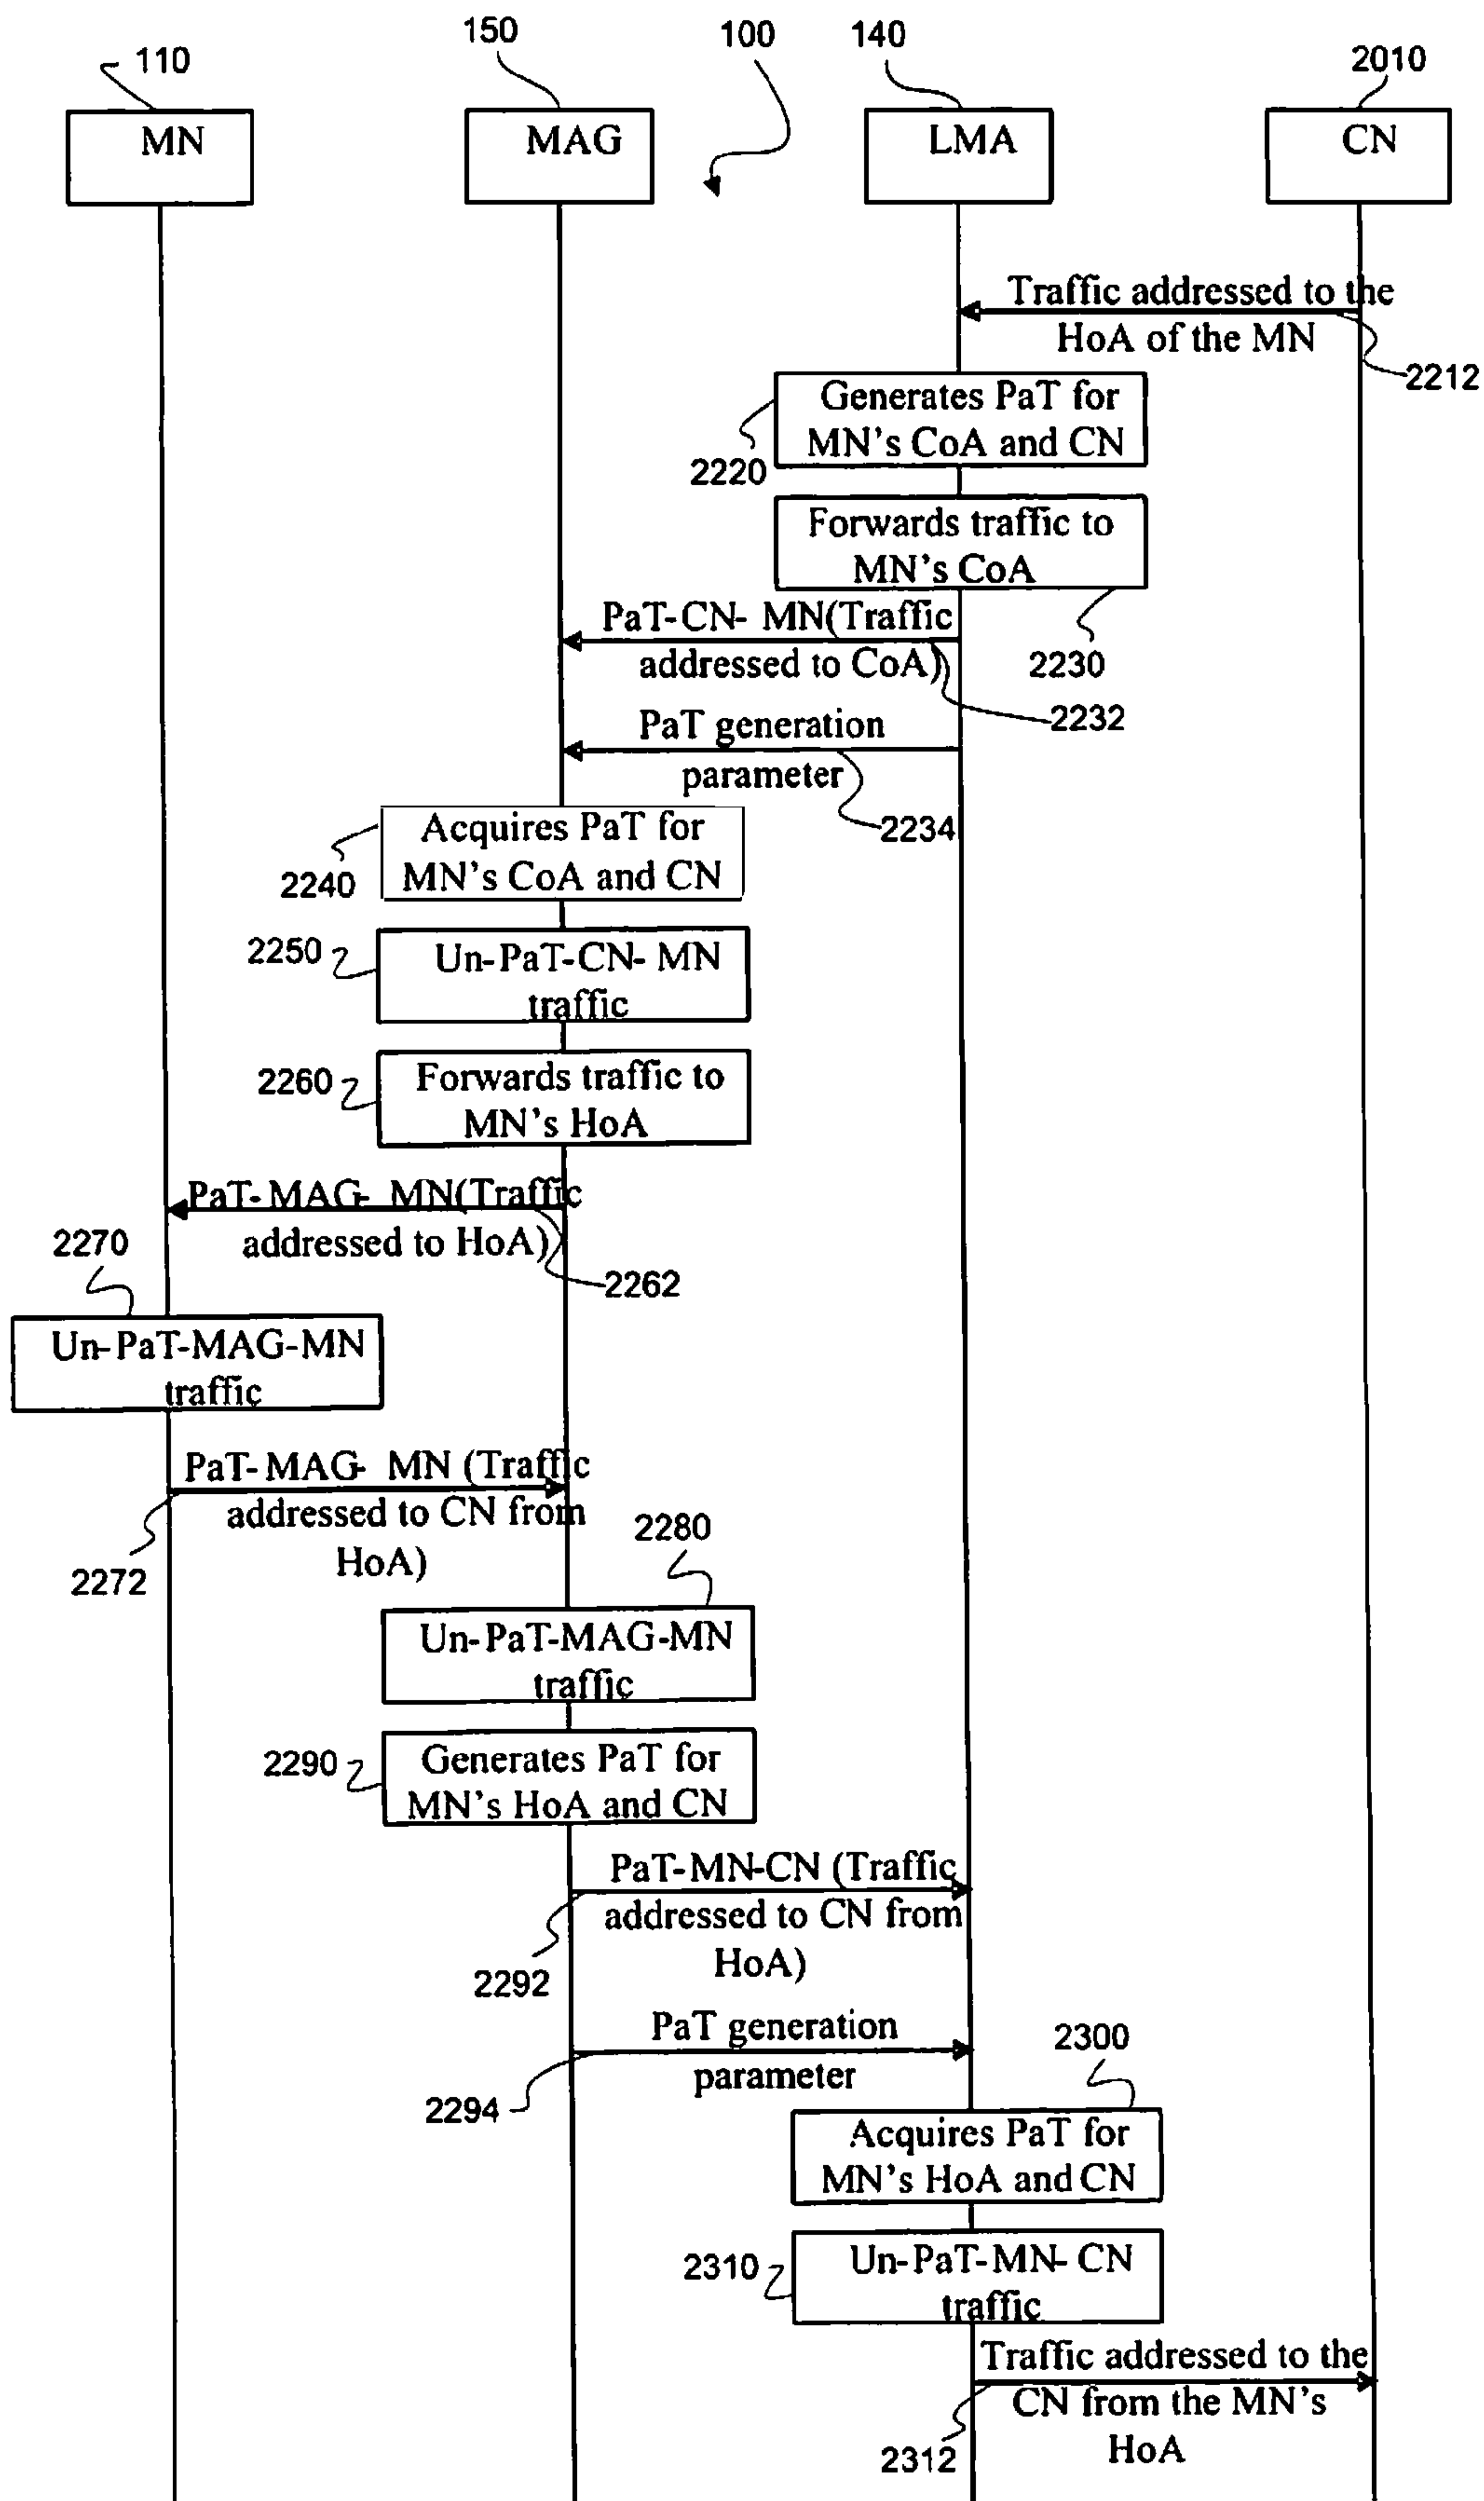 110
150
100
140
2010
MN
MAG
LMA
CN
Traffic addressed to the
HoA of the MN
2212
Generates PaT for
MN's CoA and CN
2220
Forwards traffic to
MN's CoA
2230
PaT-CN- MN(Traffic
addressed to CoA)
2232
PaT generation
parameter
2234
Acquires PaT for
MN's CoA and CN
2240
2250
Un-PaT-CN- MN
traffic
2260
Forwards traffic to
MN's HoA
PaT-MAG- MN(Traffic
addressed to HoA)
2262
2270
Un-PaT-MAG-MN
traffic
PaT-MAG- MN (Traffic
addressed to CN from
HoA)
2272
2280
Un-PaT-MAG-MN
traffic
2290
Generates PaT for
MN's HoA and CN
PaT-MN-CN (Traffic
addressed to CN from
HoA)
2292
PaT generation
parameter
2294
2300
Acquires PaT for
MN's HoA and CN
2310
Un-PaT-MN- CN
traffic
Traffic addressed to the
CN from the MN's
HoA
2312